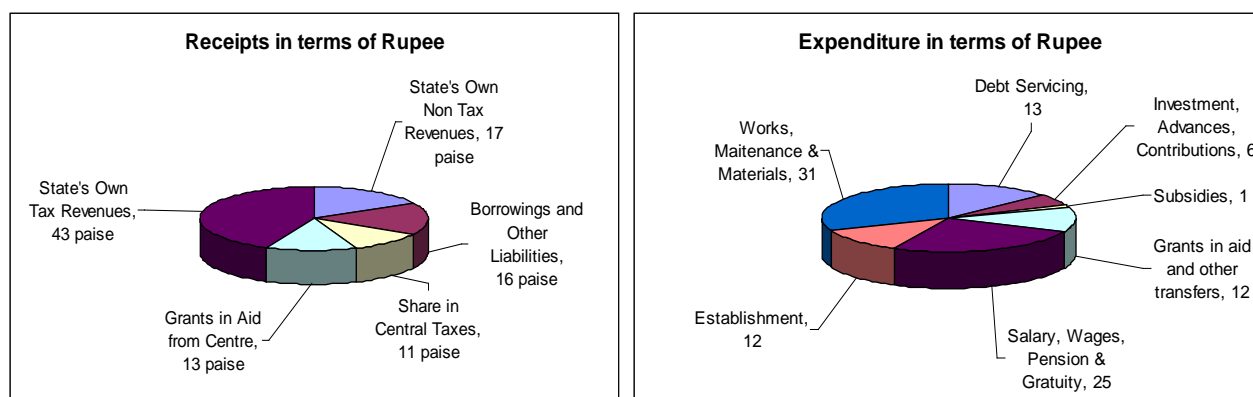 Receipts in terms of Rupee
State's Own
Non Tax
Revenues, 17
paise
State's Own
Tax Revenues,
43 paise
Borrowings and
Other
Liabilities,
16 paise
Share in
Central Taxes,
11 paise
Grants in Aid
from Centre,
13 paise
Expenditure in terms of Rupee
Debt Servicing,
13
Investment,
Advances,
Contributions, 6
Works,
Maitenance &
Materials, 31
Subsidies, 1
Grants in aid
and other
transfers, 12
Establishment,
12
Salary, Wages,
Pension &
Gratuity, 25